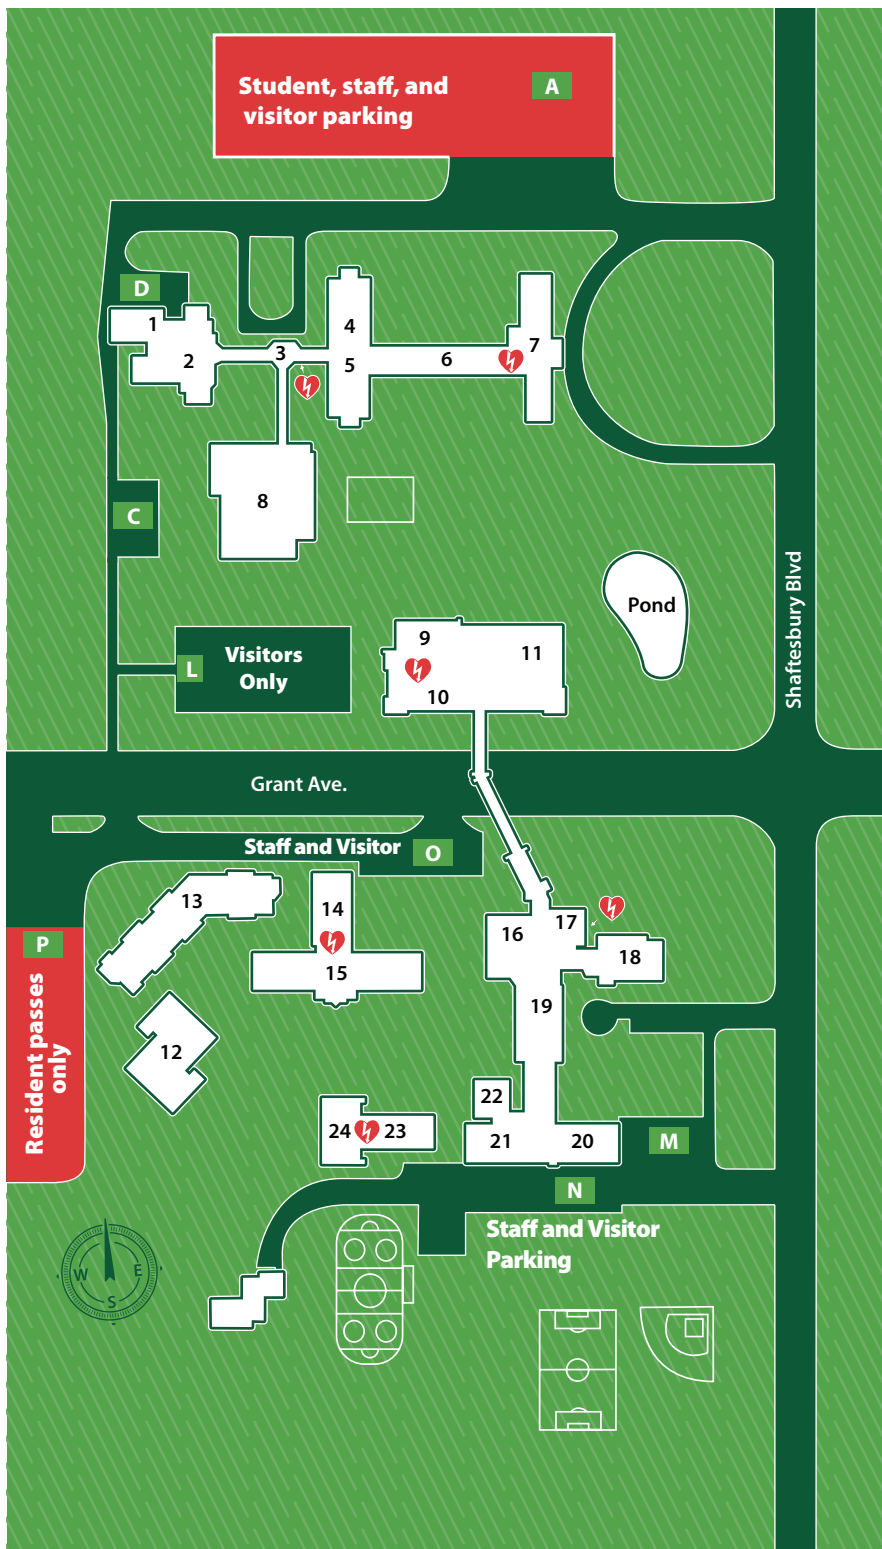 Student, staff, and
visitor parking
A
D
1
2
3
4
5
6
7
8
C
Pond
Shaftesbury Blvd
L
Visitors
Only
9
10
11
Grant Ave.
Staff and Visitor
O
13
14
15
16
17
18
19
P
Resident passes
only
12
22
24
23
21
20
M
N
Staff and Visitor
Parking
W
E
S